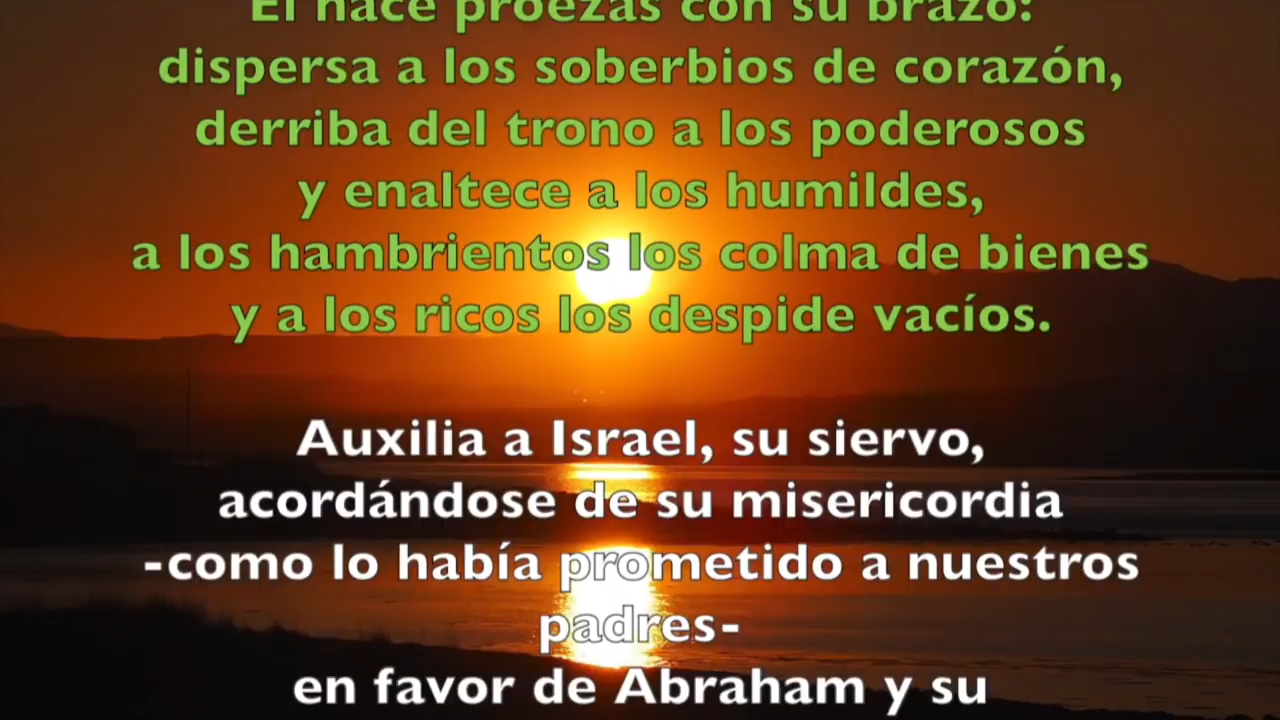 Él hace proezas con su brazo:
dispersa a los soberbios de corazón,
derriba del trono a los poderosos
y enaltece a los humildes,
a los hambrientos los colma de bienes
y a los ricos los despide vacíos.
Auxilia a Israel, su siervo,
acordándose de su misericordia
-como lo había prometido a nuestros
padres-
en favor de Abraham y su